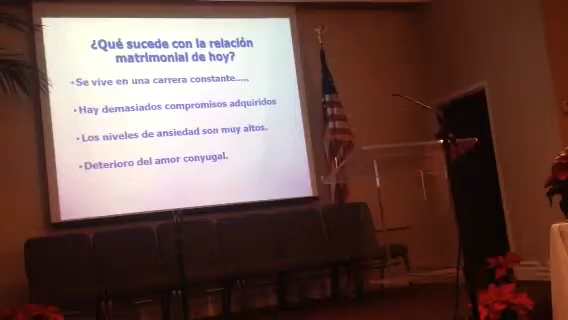 ¿Qué sucede con la relación
matrimonial de hoy?
•Se vive en una carrera constante.....
•Hay demasiados compromisos adquiridos
•Los niveles de ansiedad son muy altos.
•Deterioro del amor conyugal.